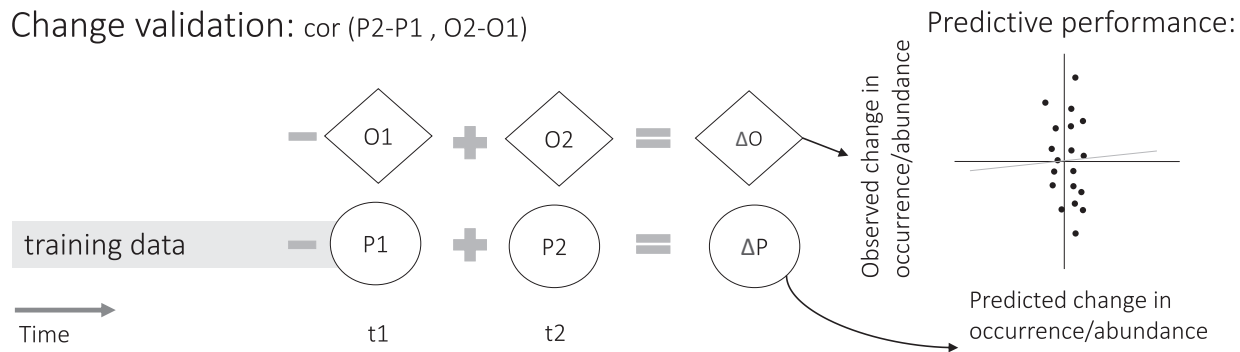 Change validation: cor (P2-P1 , O2-O1)
Predictive performance:
− O1 + O2 = ΔO
Observed change in
occurrence/abundance
training data − P1 + P2 = ΔP
Predicted change in
occurrence/abundance
Time t1 t2